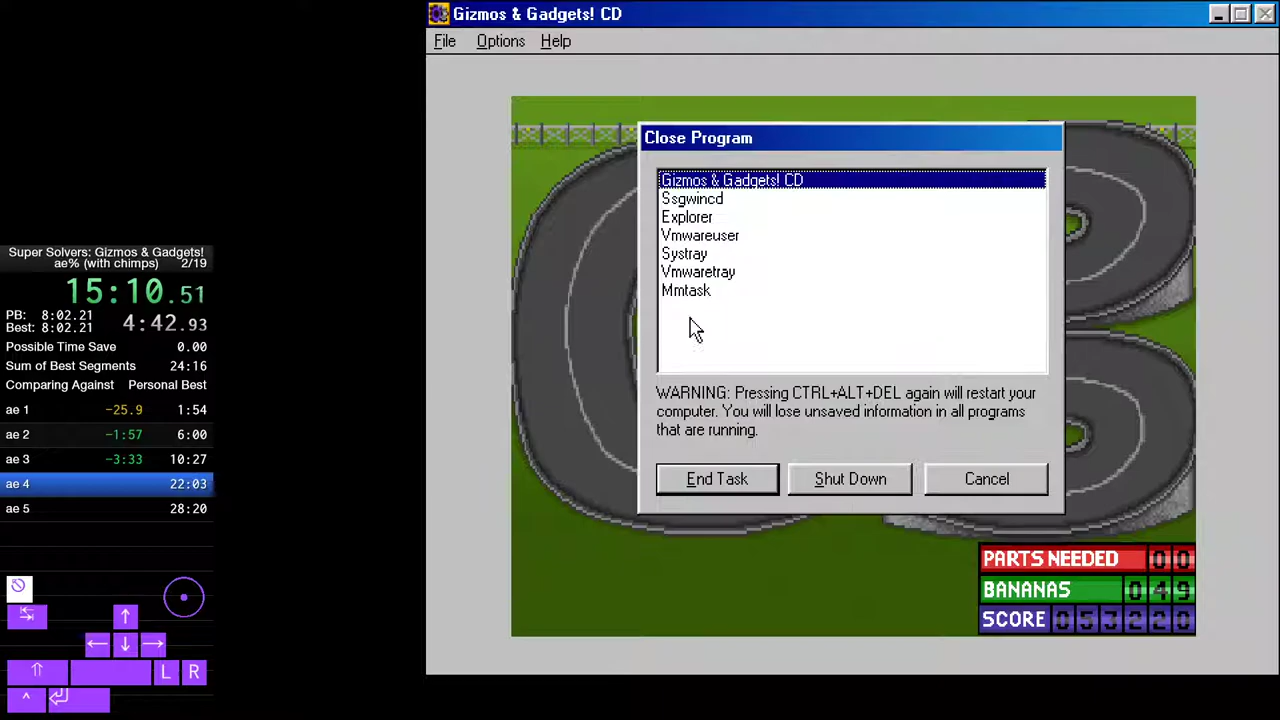 Gizmos & Gadgets! CD
File Options Help
Close Program
Gizmos & Gadgets! CD
Ssgwincd
Explorer
Vmwareuser
Systray
Vmwaretray
Mmtask
WARNING: Pressing CTRL+ALT+DEL again will restart your
computer. You will lose unsaved information in all programs
that are running.
End Task Shut Down Cancel
PARTS NEEDED 00
BANANAS 049
SCORE 053220
Super Solvers: Gizmos & Gadgets!
ae% (with chimps) 2/19
15:10.51
PB: 8:02.21
Best: 8:02.21 4:42.93
Possible Time Save 0.00
Sum of Best Segments 24:16
Comparing Against Personal Best
ae 1 -25.9 1:54
ae 2 -1:57 6:00
ae 3 -3:33 10:27
ae 4 22:03
ae 5 28:20
L R